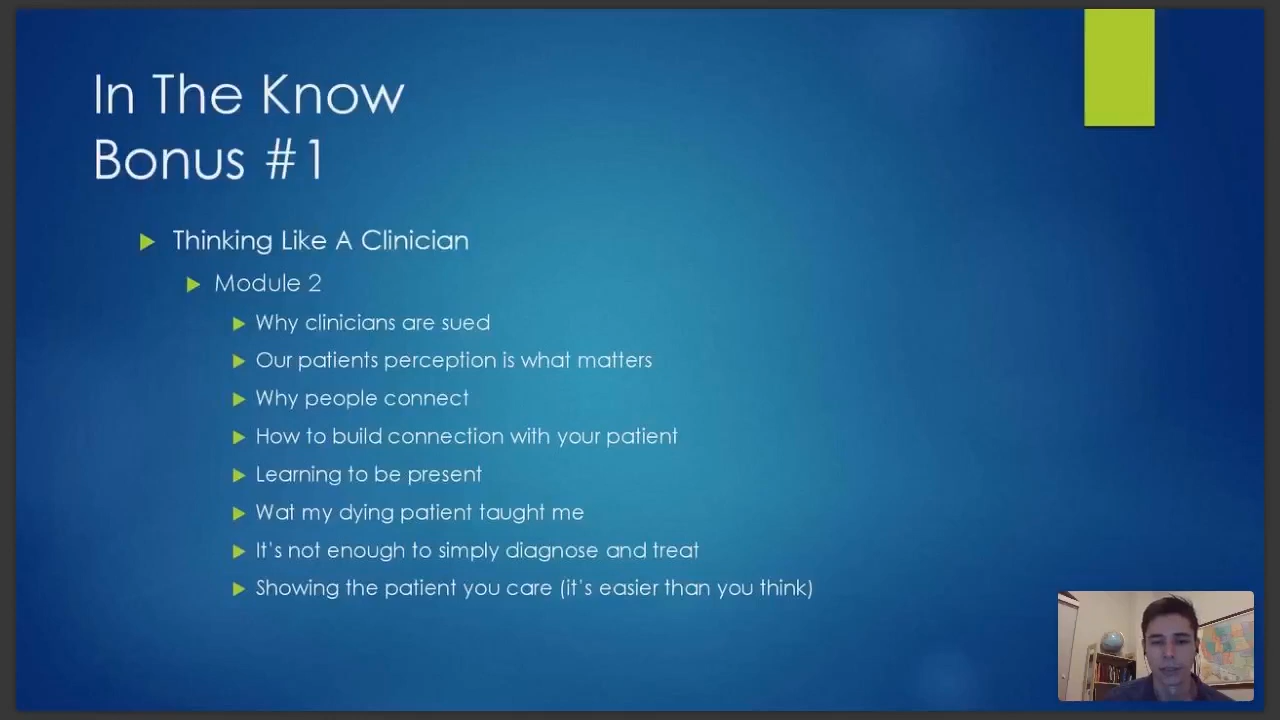 In The Know
Bonus #1
Thinking Like A Clinician
Module 2
Why clinicians are sued
Our patients perception is what matters
Why people connect
How to build connection with your patient
Learning to be present
Wat my dying patient taught me
It's not enough to simply diagnose and treat
Showing the patient you care (it's easier than you think)